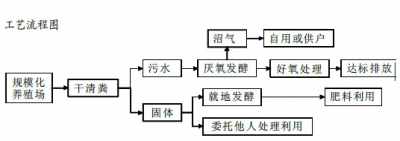 工艺流程图
沼气
自用或供户
污水
厌氧发酵
好氧处理
达标排放
规模化
养殖场
干清粪
固体
就地发酵
肥料利用
委托他人处理利用